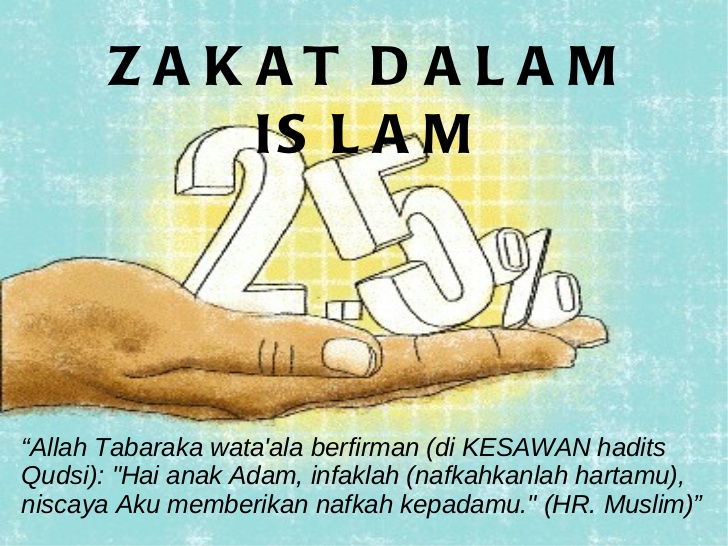 ZAKAT DALAM
ISLAM
2.5%
“Allah Tabaraka wata'ala berfirman (di KESAWAN hadits
Qudsi): "Hai anak Adam, infaklah (nafkahkanlah hartamu),
niscaya Aku memberikan nafkah kepadamu." (HR. Muslim)”